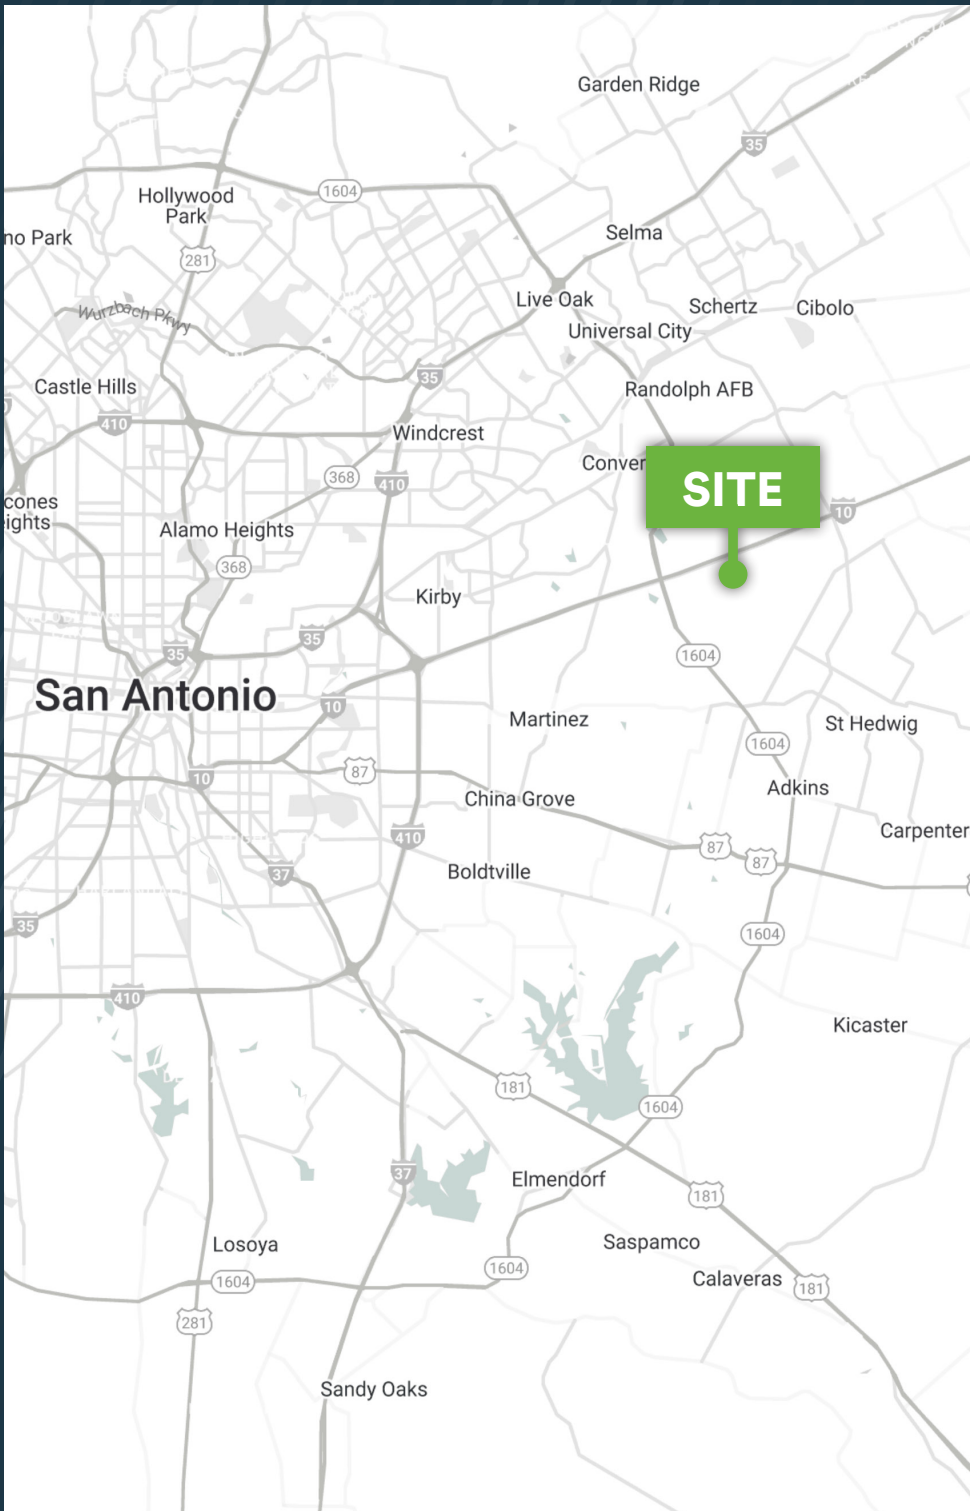 Garden Ridge
35
1604
Hollywood
Park
no Park
281
Selma
Live Oak
Schertz
Cibolo
Wurzbach Pkwy
Universal City
35
Castle Hills
Randolph AFB
410
Windcrest
Conver
368
410
SITE
cones
eights
10
Alamo Heights
368
Kirby
35
35
1604
San Antonio
10
Martinez
St Hedwig
1604
87
10
Adkins
China Grove
410
Carpenter
87
87
37
Boldtville
35
1604
410
Kicaster
181
1604
37
Elmendorf
181
Losoya
Saspamco
1604
1604
Calaveras
181
281
Sandy Oaks